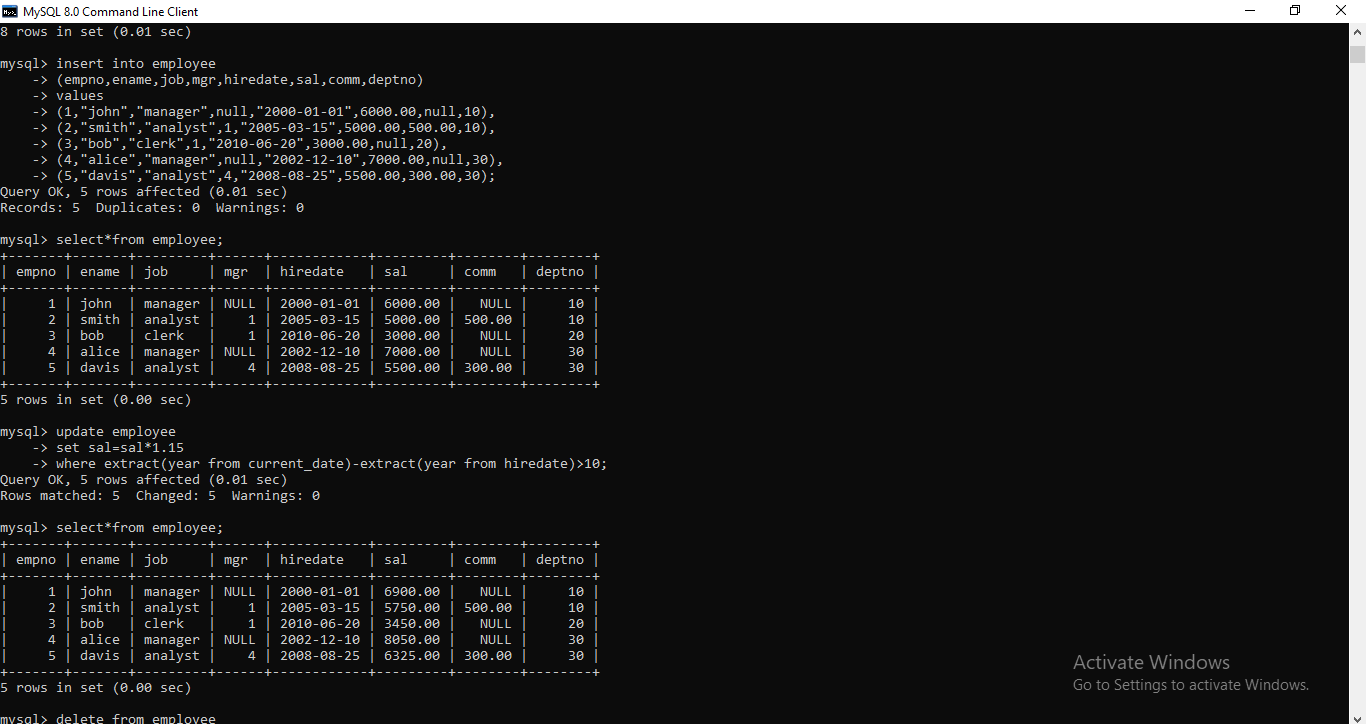 MySQL 8.0 Command Line Client
8 rows in set (0.01 sec)
mysql> insert into employee
    -> (empno,ename,job,mgr,hiredate,sal,comm,deptno)
    -> values
    -> (1,"john","manager",null,"2000-01-01",6000.00,null,10),
    -> (2,"smith","analyst",1,"2005-03-15",5000.00,500.00,10),
    -> (3,"bob","clerk",1,"2010-06-20",3000.00,null,20),
    -> (4,"alice","manager",null,"2002-12-10",7000.00,null,30),
    -> (5,"davis","analyst",4,"2008-08-25",5500.00,300.00,30);
Query OK, 5 rows affected (0.01 sec)
Records: 5  Duplicates: 0  Warnings: 0
mysql> select*from employee;
+-------+-------+---------+------+------------+---------+--------+--------+
| empno | ename | job     | mgr  | hiredate   | sal     | comm   | deptno |
+-------+-------+---------+------+------------+---------+--------+--------+
|     1 | john  | manager | NULL | 2000-01-01 | 6000.00 |   NULL |     10 |
|     2 | smith | analyst |    1 | 2005-03-15 | 5000.00 | 500.00 |     10 |
|     3 | bob   | clerk   |    1 | 2010-06-20 | 3000.00 |   NULL |     20 |
|     4 | alice | manager | NULL | 2002-12-10 | 7000.00 |   NULL |     30 |
|     5 | davis | analyst |    4 | 2008-08-25 | 5500.00 | 300.00 |     30 |
+-------+-------+---------+------+------------+---------+--------+--------+
5 rows in set (0.00 sec)
mysql> update employee
    -> set sal=sal*1.15
    -> where extract(year from current_date)-extract(year from hiredate)>10;
Query OK, 5 rows affected (0.01 sec)
Rows matched: 5  Changed: 5  Warnings: 0
mysql> select*from employee;
+-------+-------+---------+------+------------+---------+--------+--------+
| empno | ename | job     | mgr  | hiredate   | sal     | comm   | deptno |
+-------+-------+---------+------+------------+---------+--------+--------+
|     1 | john  | manager | NULL | 2000-01-01 | 6900.00 |   NULL |     10 |
|     2 | smith | analyst |    1 | 2005-03-15 | 5750.00 | 500.00 |     10 |
|     3 | bob   | clerk   |    1 | 2010-06-20 | 3450.00 |   NULL |     20 |
|     4 | alice | manager | NULL | 2002-12-10 | 8050.00 |   NULL |     30 |
|     5 | davis | analyst |    4 | 2008-08-25 | 6325.00 | 300.00 |     30 |
+-------+-------+---------+------+------------+---------+--------+--------+
5 rows in set (0.00 sec)
mysql> delete from employee
Activate Windows
Go to Settings to activate Windows.